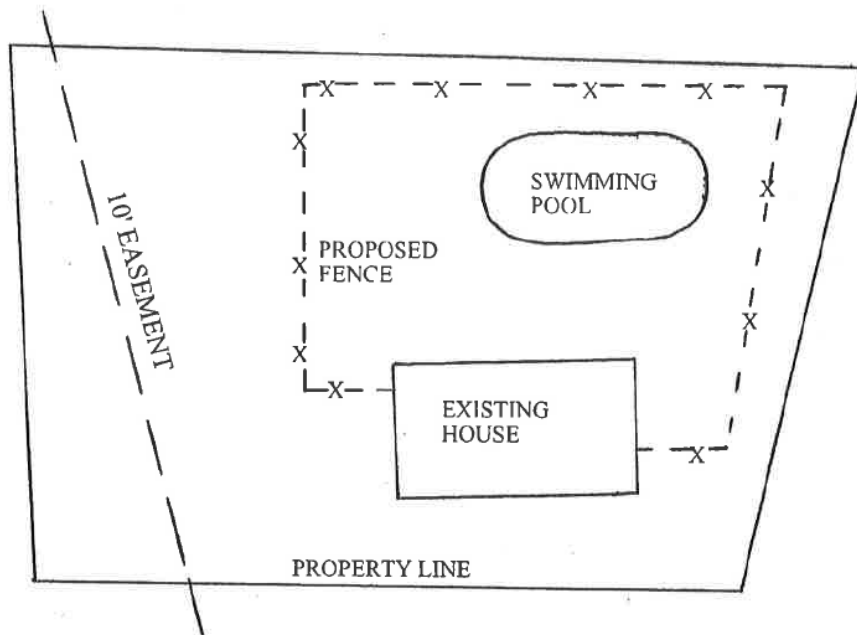 X X X X
X
SWIMMING
POOL
X
10' EASEMENT
PROPOSED
FENCE
X
X
X
X
EXISTING
HOUSE
X
PROPERTY LINE